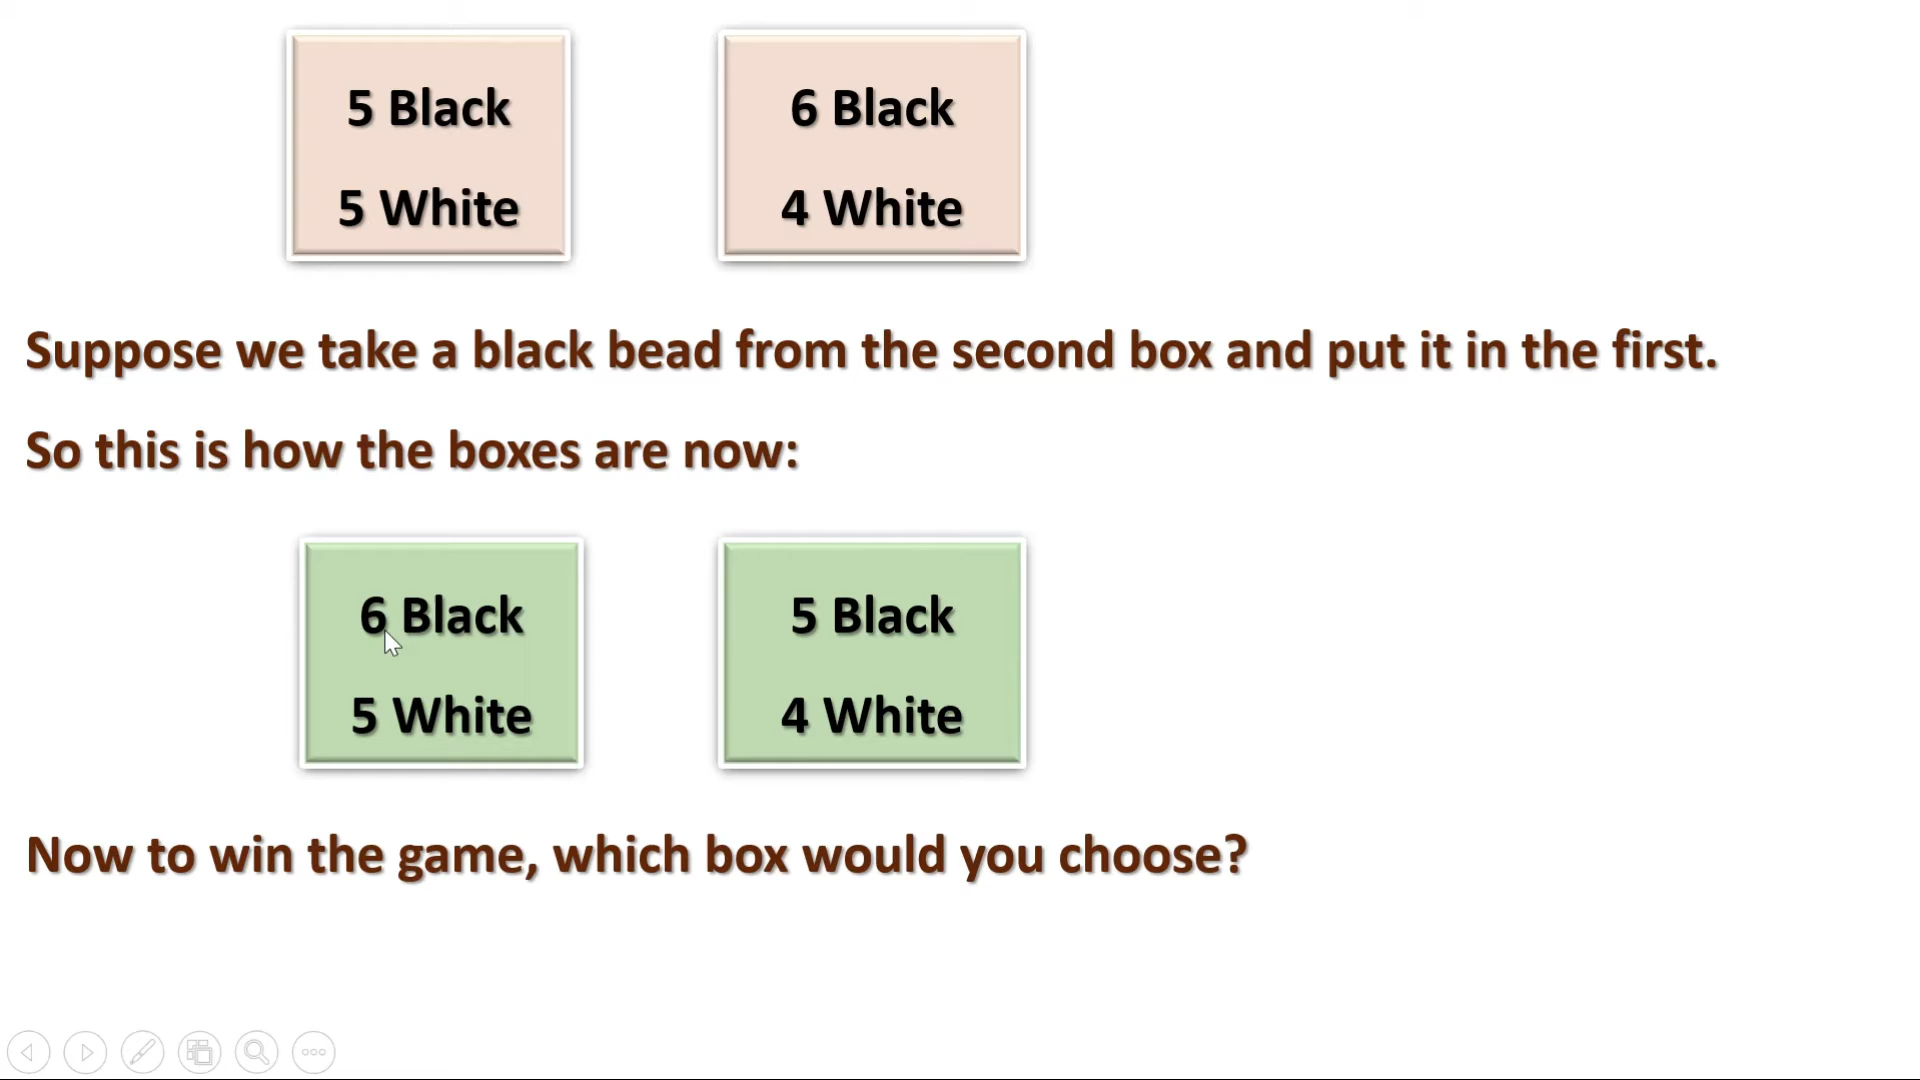 5 Black
5 White
6 Black
4 White
Suppose we take a black bead from the second box and put it in the first.
So this is how the boxes are now:
6 Black
5 White
5 Black
4 White
Now to win the game, which box would you choose?